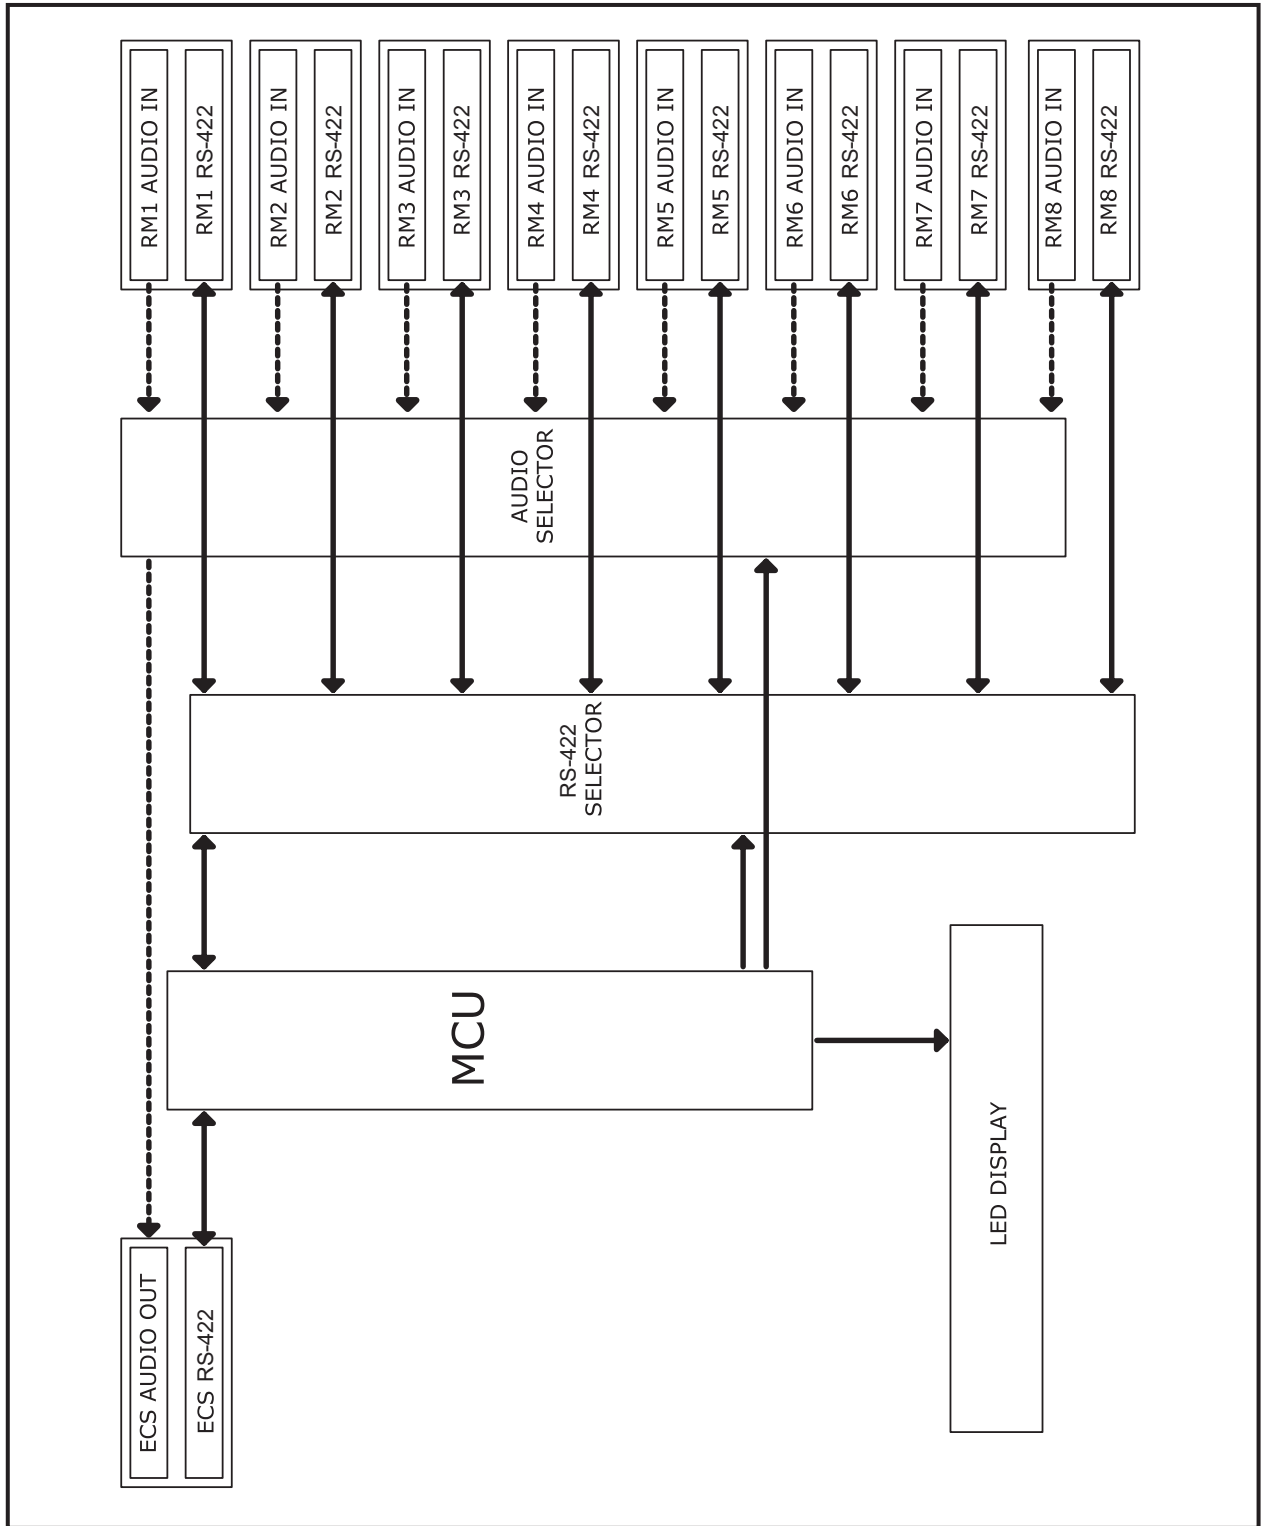 RM1 AUDIO IN
RM1 RS-422
RM2 AUDIO IN
RM2 RS-422
RM3 AUDIO IN
RM3 RS-422
RM4 AUDIO IN
RM4 RS-422
RM5 AUDIO IN
RM5 RS-422
RM6 AUDIO IN
RM6 RS-422
RM7 AUDIO IN
RM7 RS-422
RM8 AUDIO IN
RM8 RS-422
AUDIO
SELECTOR
RS-422
SELECTOR
MCU
LED DISPLAY
ECS AUDIO OUT
ECS RS-422